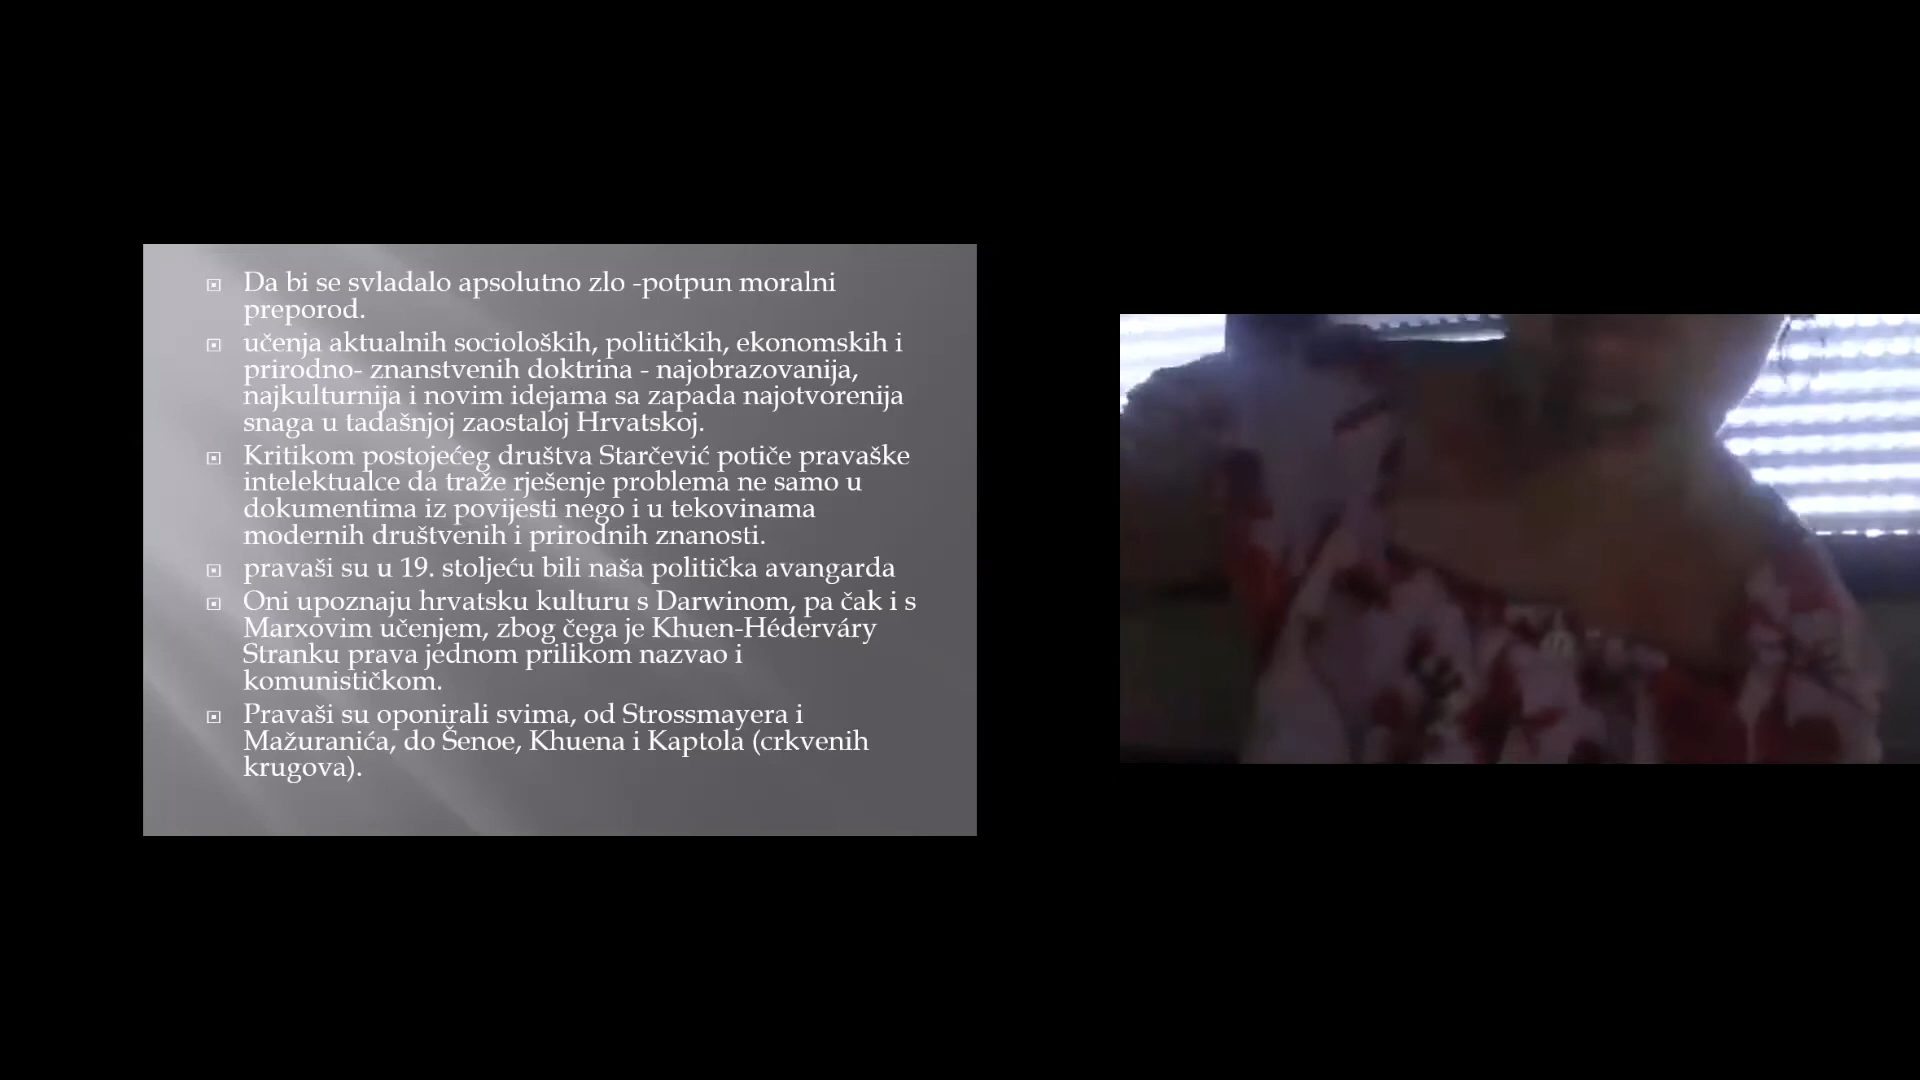 Da bi se svladalo apsolutno zlo -potpun moralni
preporod.
učenja aktualnih socioloških, političkih, ekonomskih i
prirodno- znanstvenih doktrina - najobrazovanija,
najkulturnija i novim idejama sa zapada najotvorenija
snaga u tadašnjoj zaostaloj Hrvatskoj.
Kritikom postojećeg društva Starčević potiče pravaške
intelektualce da traže rješenje problema ne samo u
dokumentima iz povijesti nego i u tekovinama
modernih društvenih i prirodnih znanosti.
pravaši su u 19. stoljeću bili naša politička avangarda
Oni upoznaju hrvatsku kulturu s Darwinom, pa čak i s
Marxovim učenjem, zbog čega je Khuen-Héderváry
Stranku prava jednom prilikom nazvao i
komunističkom.
Pravaši su oponirali svima, od Strossmayera i
Mažuranića, do Šenoe, Khuena i Kaptola (crkvenih
krugova).